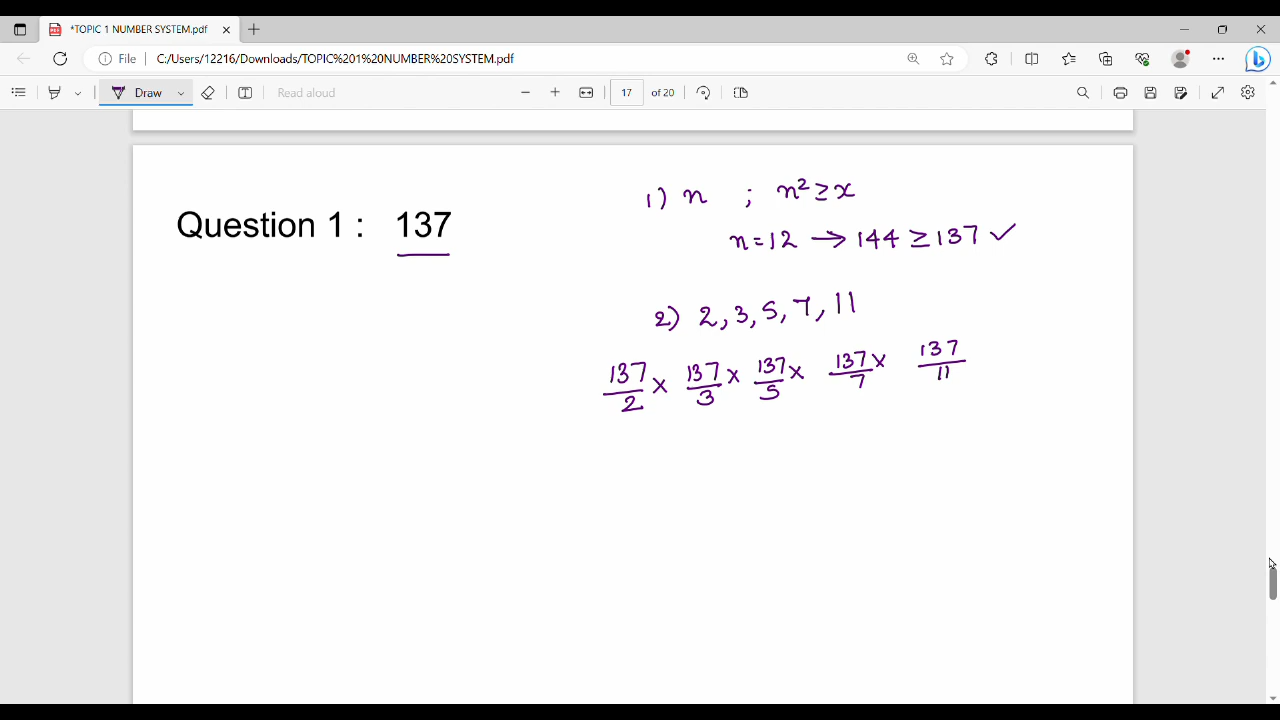 *TOPIC 1 NUMBER SYSTEM.pdf
File C:/Users/12216/Downloads/TOPIC%201%20NUMBER%20SYSTEM.pdf
Draw Read aloud 17 of 20
1) n ; n² ≥ x
Question 1 : 137
n = 12 → 144 ≥ 137 ✓
2) 2, 3, 5, 7, 11
137/2 × 137/3 × 137/5 × 137/7 × 137/11